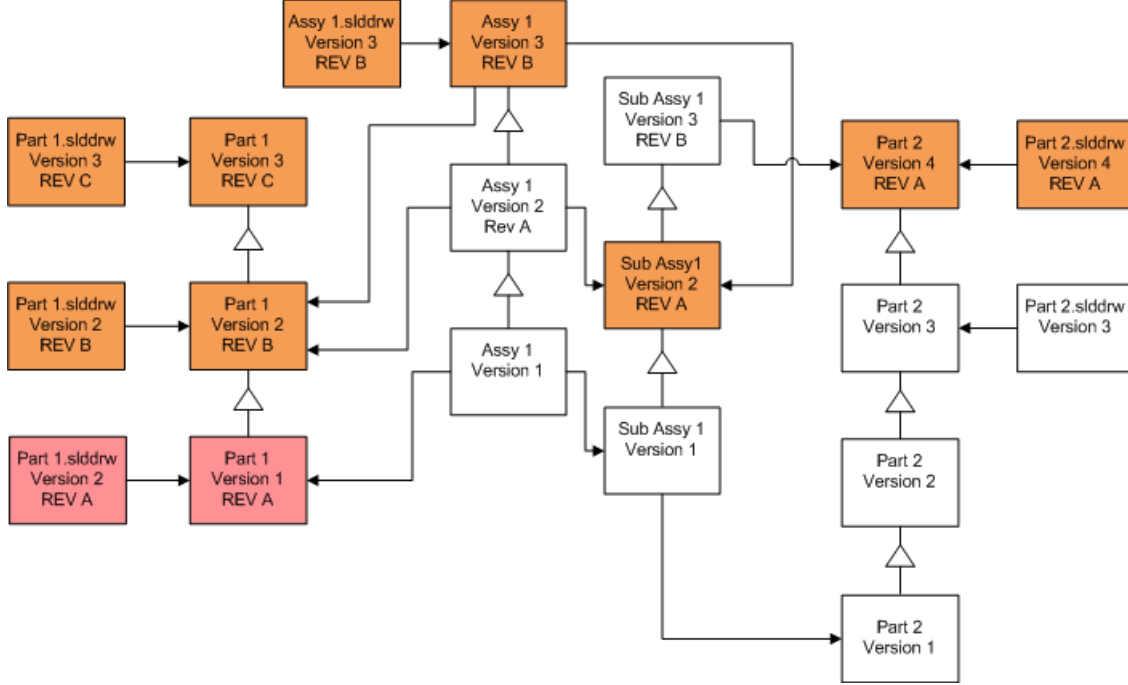 Assy 1.slddrw
Version 3
REV B
Assy 1
Version 3
REV B
Sub Assy 1
Version 3
REV B
Part 1.slddrw
Version 3
REV C
Part 1
Version 3
REV C
Part 2
Version 4
REV A
Part 2.slddrw
Version 4
REV A
Assy 1
Version 2
Rev A
Sub Assy1
Version 2
REV A
Part 1.slddrw
Version 2
REV B
Part 1
Version 2
REV B
Part 2
Version 3
Part 2.slddrw
Version 3
Assy 1
Version 1
Sub Assy 1
Version 1
Part 1.slddrw
Version 2
REV A
Part 1
Version 1
REV A
Part 2
Version 2
Part 2
Version 1